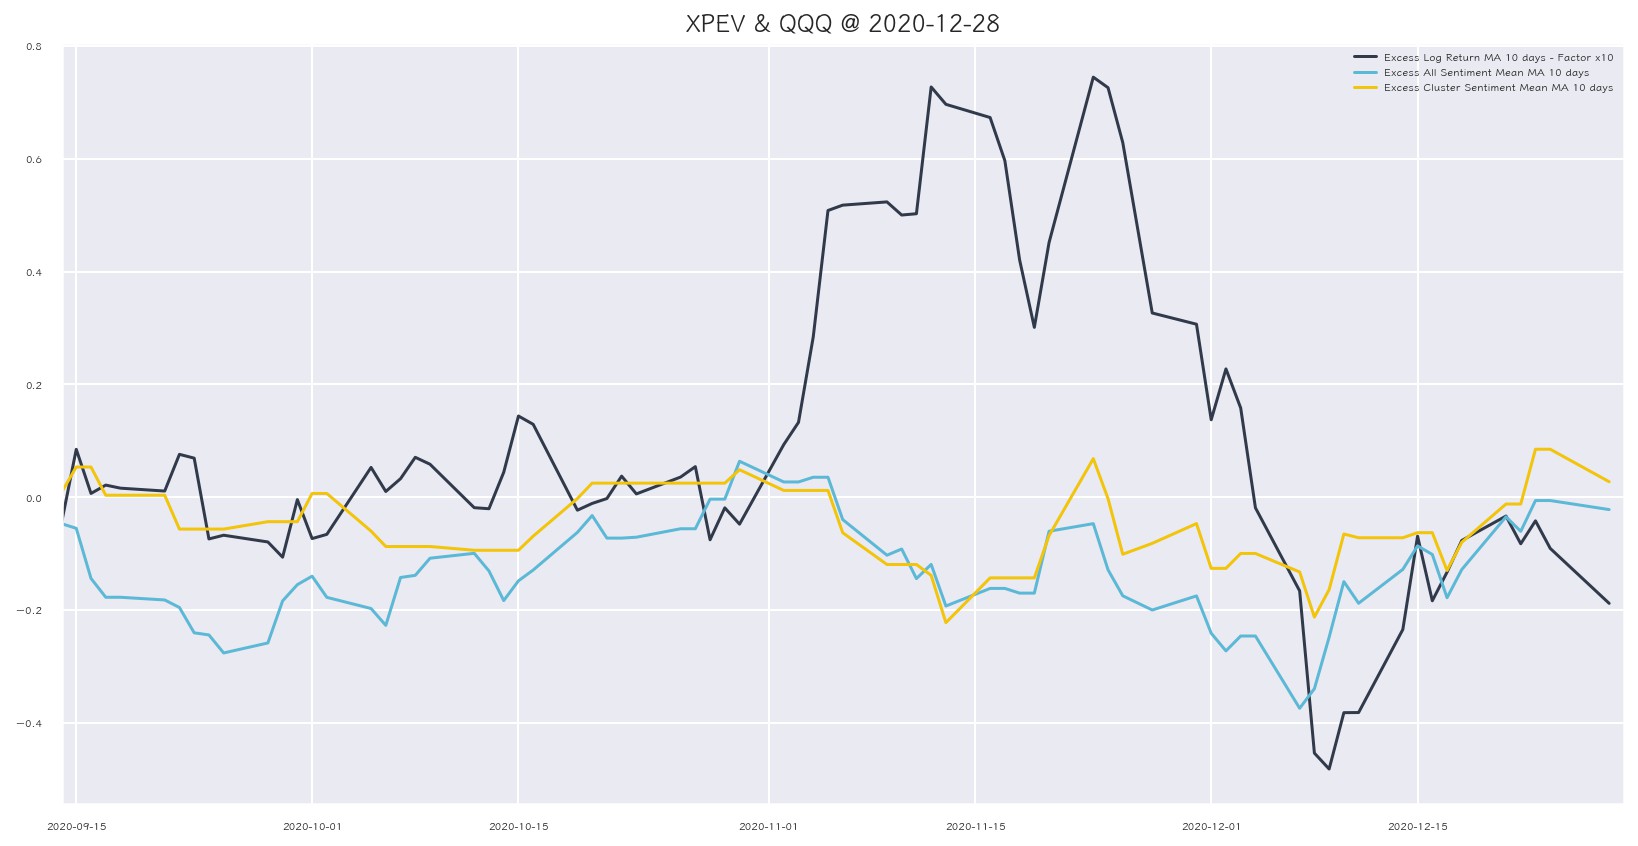 XPEV & QQQ @ 2020-12-28
Excess Log Return MA 10 days - Factor x10
Excess All Sentiment Mean MA 10 days
Excess Cluster Sentiment Mean MA 10 days
0.8
0.6
0.4
0.2
0.0
−0.2
−0.4
2020-09-15 2020-10-01 2020-10-15 2020-11-01 2020-11-15 2020-12-01 2020-12-15